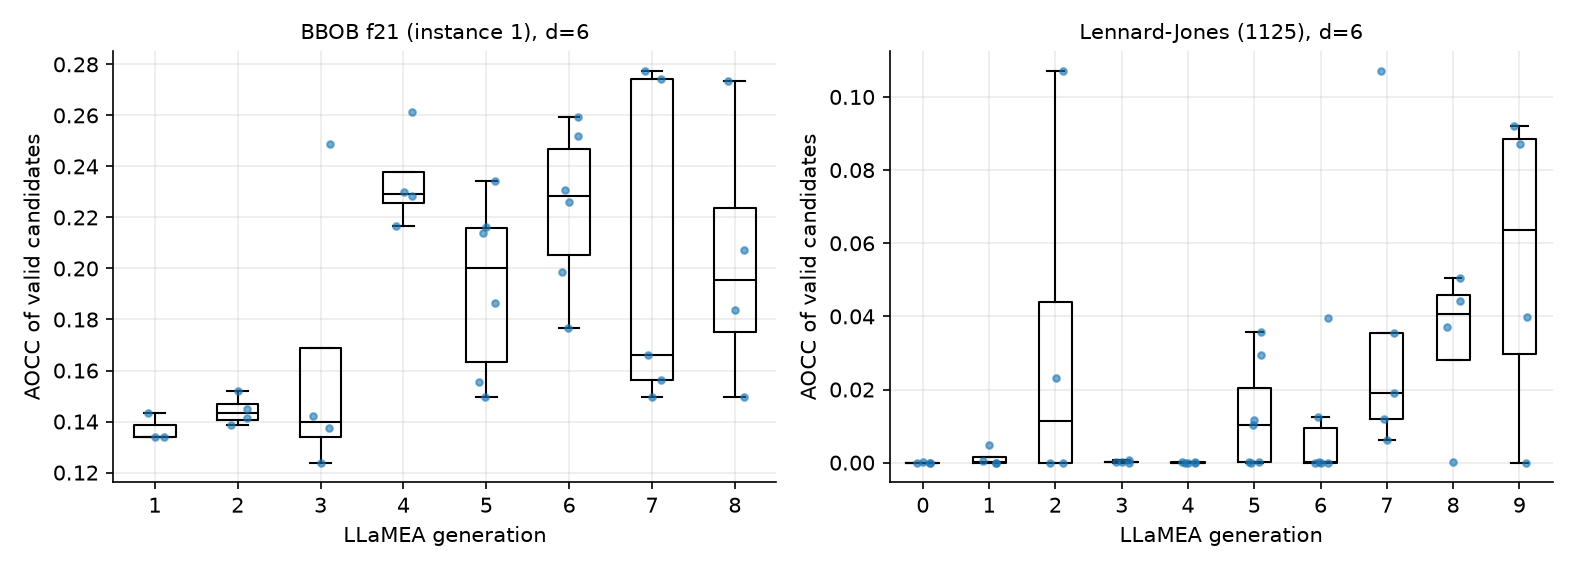 BBOB f21 (instance 1), d=6
AOCC of valid candidates
0.28
0.26
0.24
0.22
0.20
0.18
0.16
0.14
0.12
1 2 3 4 5 6 7 8
LLaMEA generation
Lennard-Jones (1125), d=6
AOCC of valid candidates
0.10
0.08
0.06
0.04
0.02
0.00
0 1 2 3 4 5 6 7 8 9
LLaMEA generation